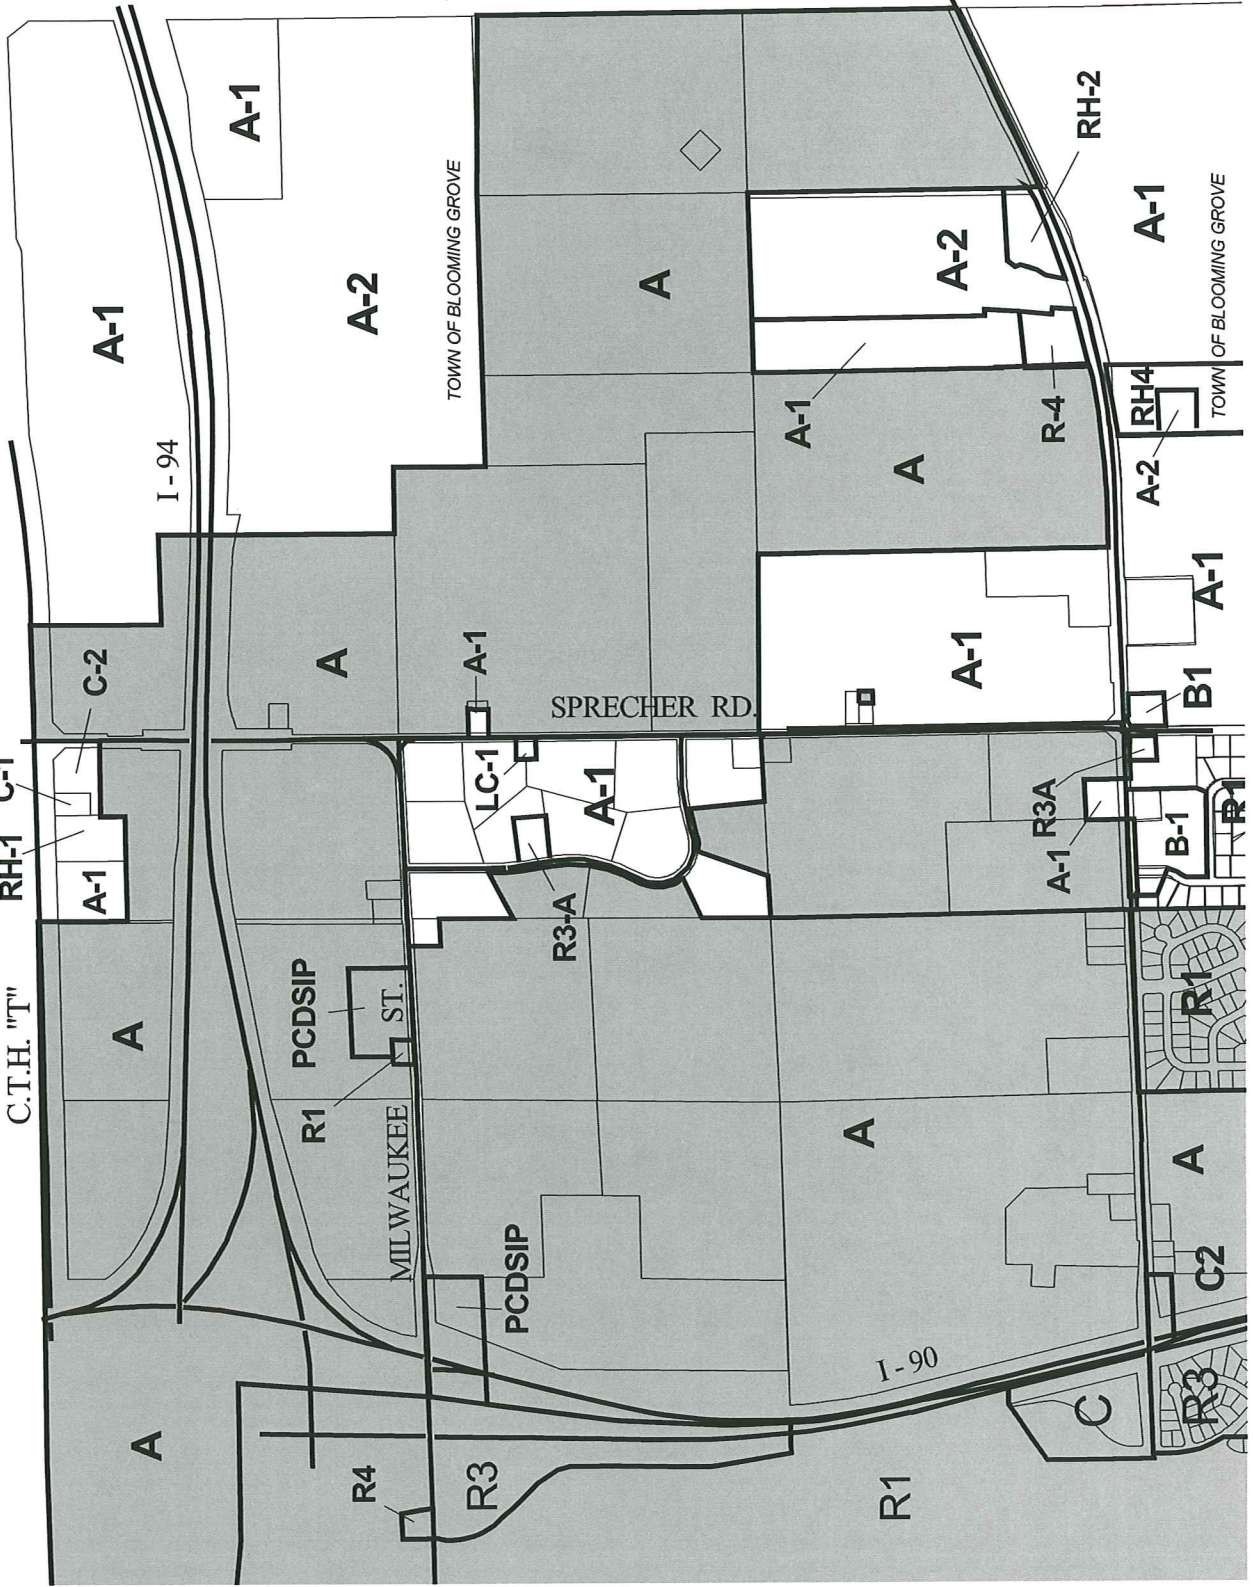 C.T.H. "T"
RH-1
C-1
C-2
A-1
A
I - 94
A-1
A-1
A-2
TOWN OF BLOOMING GROVE
A
A
A
PCDSIP
R1
MILWAUKEE
ST.
R4
R3
PCDSIP
A-1
SPRECHER RD.
LC-1
A-1
R3-A
A
A
A-2
RH-2
A-1
R-4
A
A-1
I - 90
R1
C
R3
C2
A
R1
A-1
R3A
B-1
R1
B1
A-1
A-2
RH4
TOWN OF BLOOMING GROVE
A-1